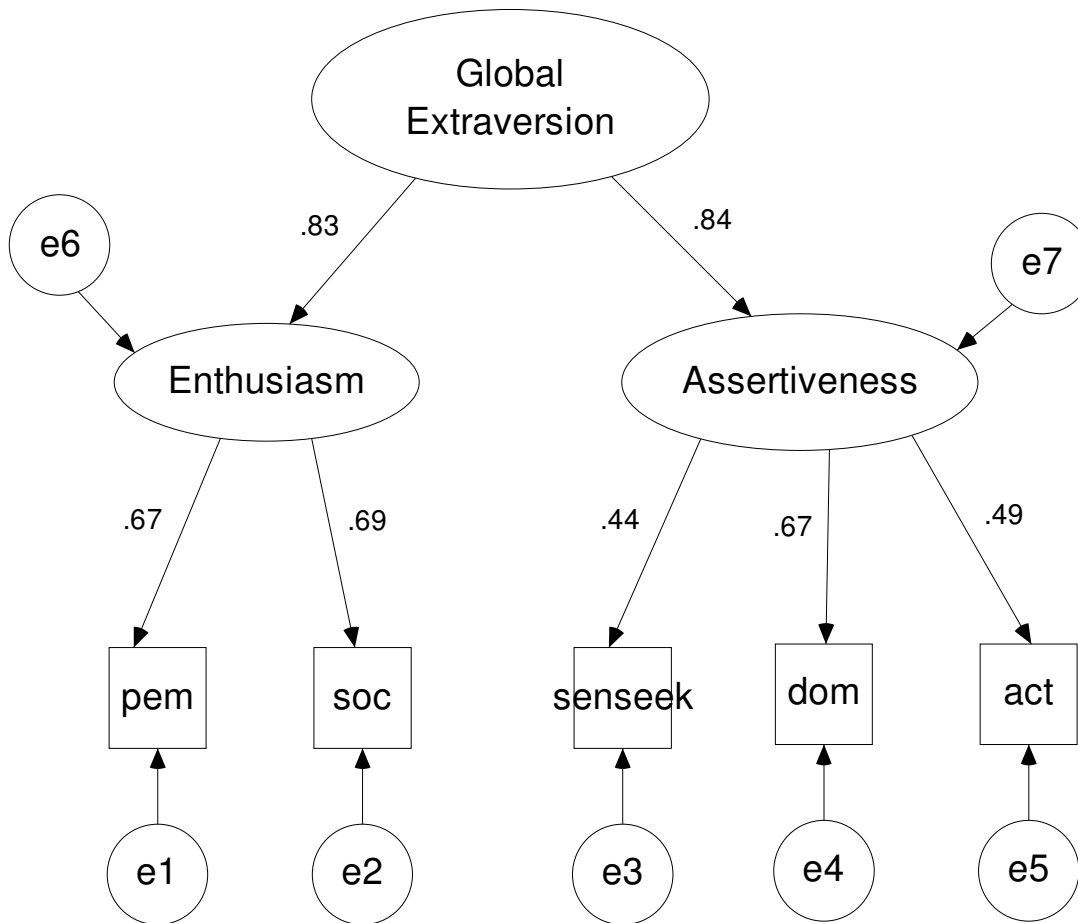 Global
Extraversion
.83
.84
e6
e7
Enthusiasm
Assertiveness
.67
.69
.44
.67
.49
pem
soc
senseek
dom
act
e1
e2
e3
e4
e5